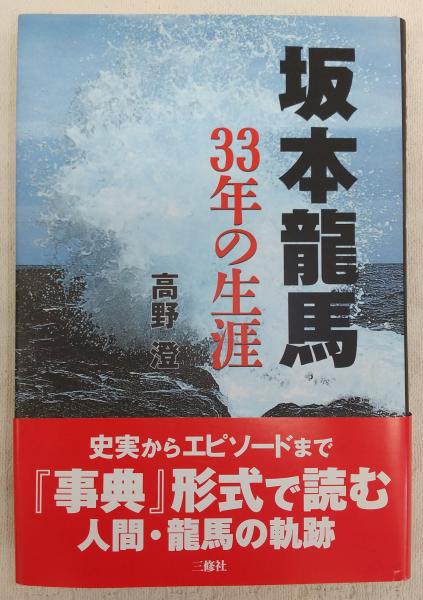 坂本龍馬
33年の生涯
高野 澄
史実からエピソードまで
『事典』形式で読む
人間・龍馬の軌跡
三修社